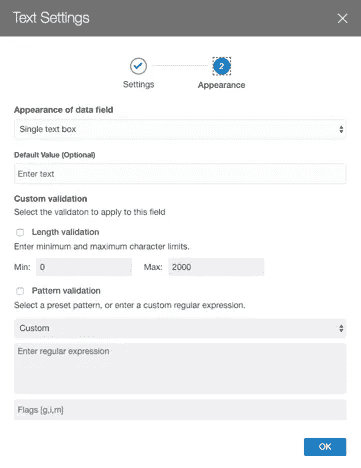 Text Settings
2
Settings
Appearance
Appearance of data field
Single text box
Default Value (Optional)
Enter text
Custom validation
Select the validaton to apply to this field
Length validation
Enter minimum and maximum character limits.
Min: 0 Max: 2000
Pattern validation
Select a preset pattern, or enter a custom regular expression.
Custom
Enter regular expression
Flags [g,i,m]
OK